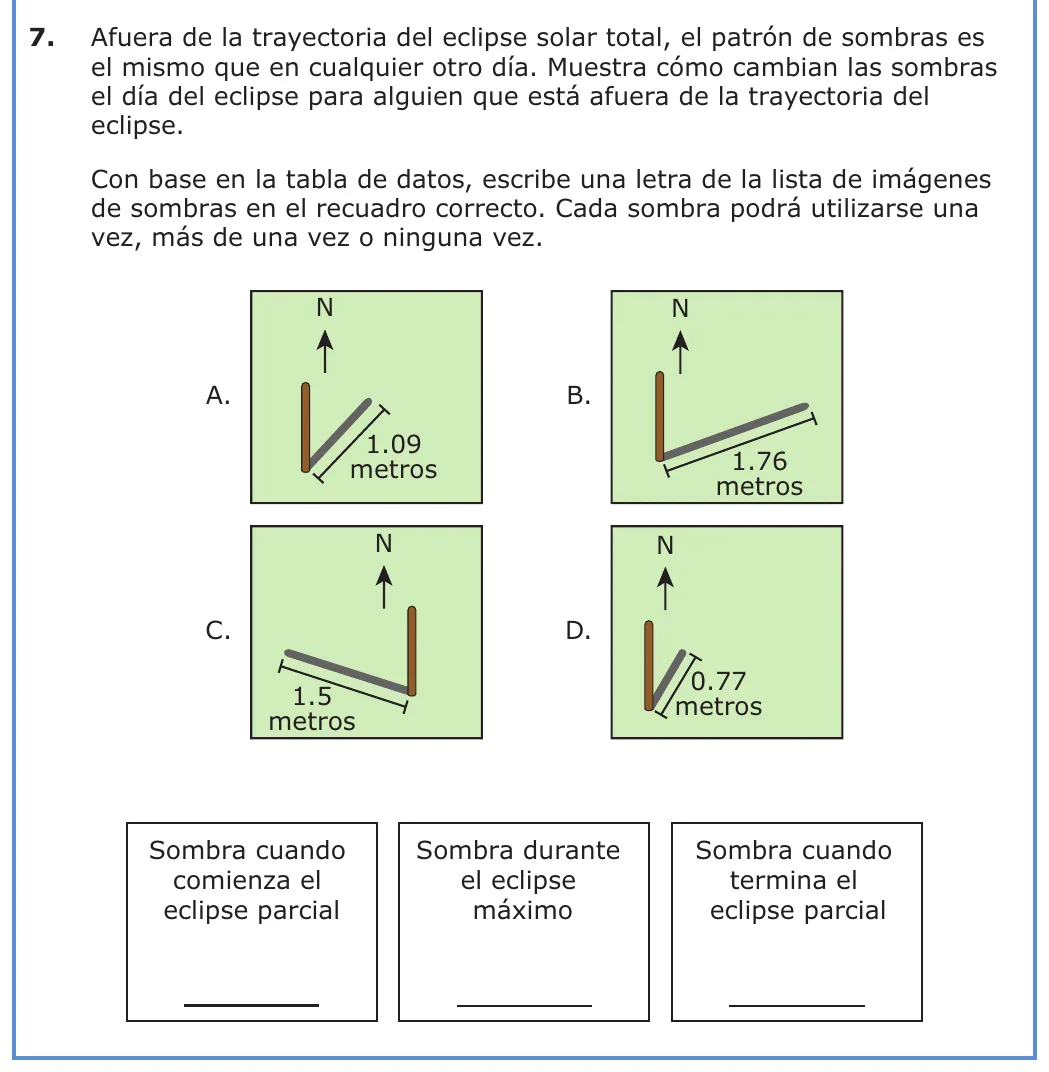 7. Afuera de la trayectoria del eclipse solar total, el patrón de sombras es
el mismo que en cualquier otro día. Muestra cómo cambian las sombras
el día del eclipse para alguien que está afuera de la trayectoria del
eclipse.
Con base en la tabla de datos, escribe una letra de la lista de imágenes
de sombras en el recuadro correcto. Cada sombra podrá utilizarse una
vez, más de una vez o ninguna vez.
A.
N
1.09
metros
B.
N
1.76
metros
C.
N
1.5
metros
D.
N
0.77
metros
Sombra cuando
comienza el
eclipse parcial
Sombra durante
el eclipse
máximo
Sombra cuando
termina el
eclipse parcial